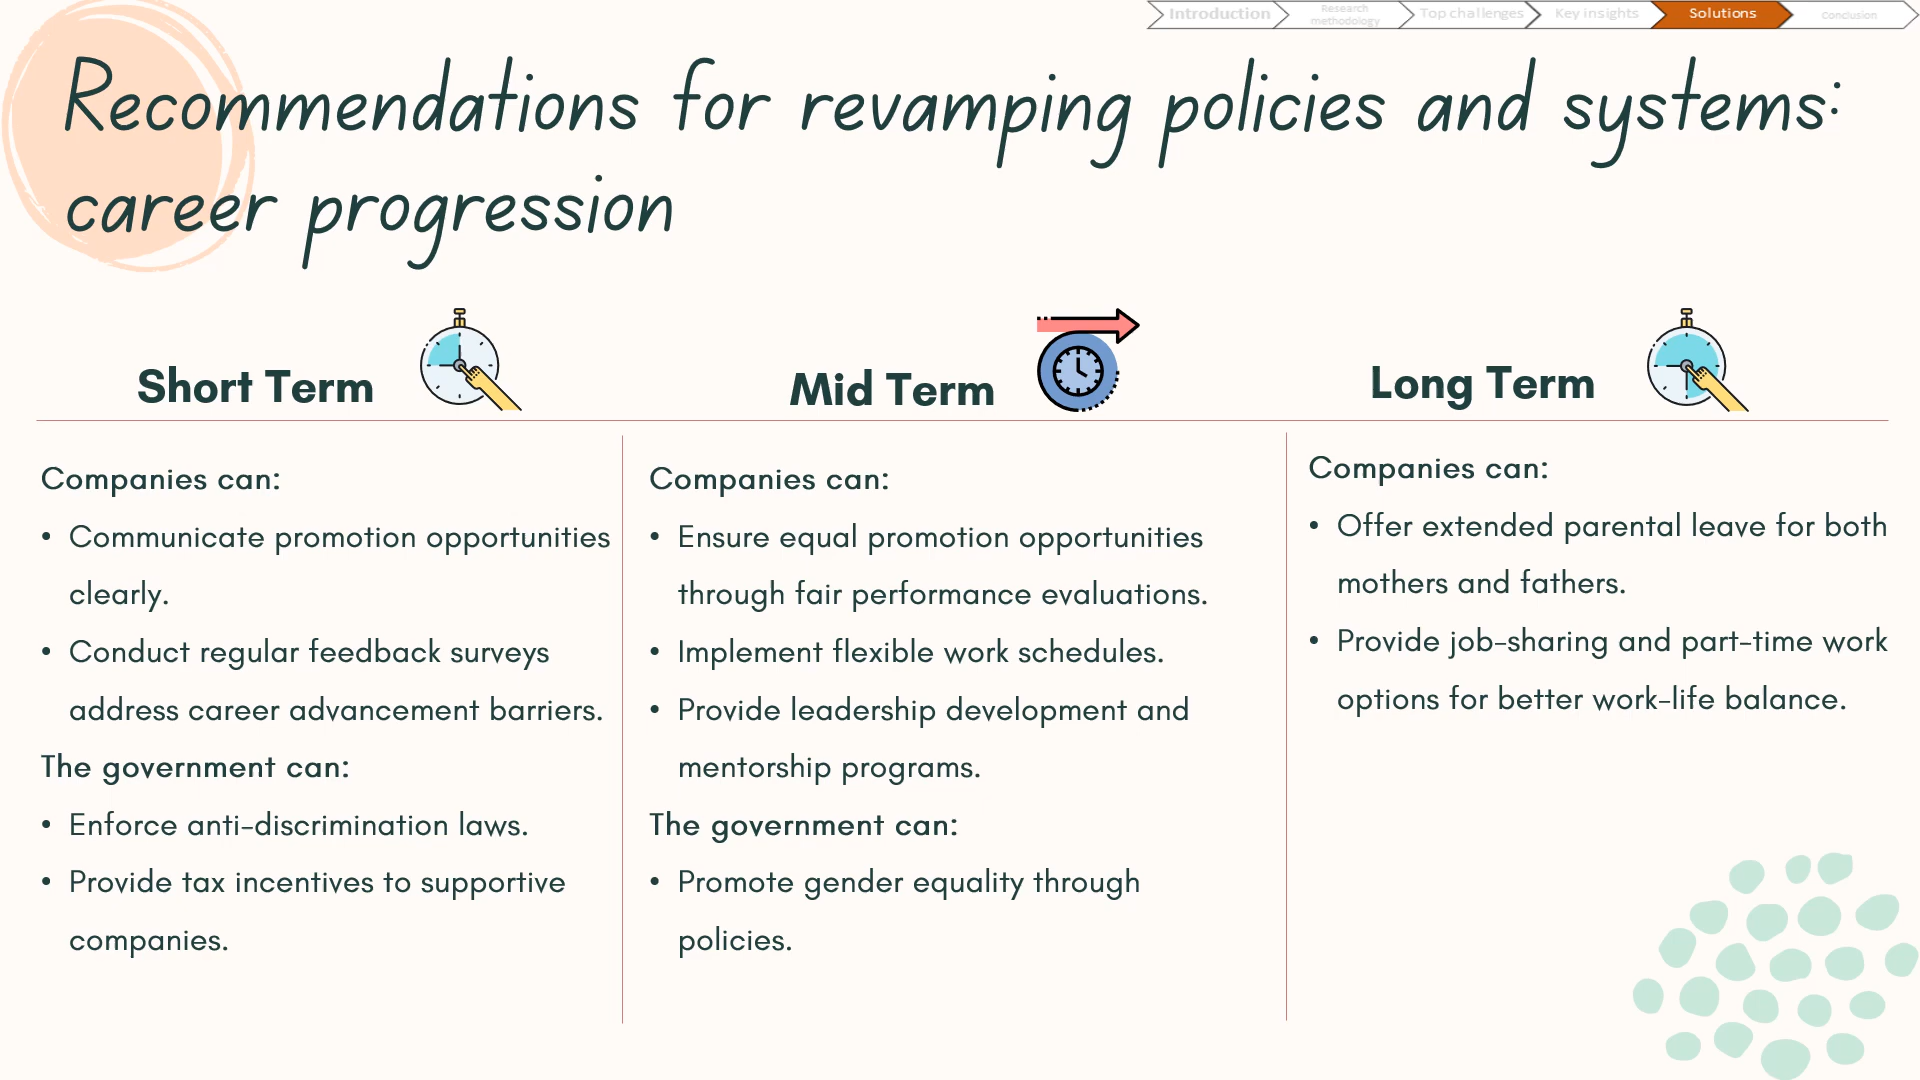 Introduction
Research
methodology
Top challenges
Key insights
Solutions
Conclusion
Recommendations for revamping policies and systems:
career progression
Short Term
Companies can:
• Communicate promotion opportunities
clearly.
• Conduct regular feedback surveys
address career advancement barriers.
The government can:
• Enforce anti-discrimination laws.
• Provide tax incentives to supportive
companies.
Mid Term
Companies can:
• Ensure equal promotion opportunities
through fair performance evaluations.
• Implement flexible work schedules.
• Provide leadership development and
mentorship programs.
The government can:
• Promote gender equality through
policies.
Long Term
Companies can:
• Offer extended parental leave for both
mothers and fathers.
• Provide job-sharing and part-time work
options for better work-life balance.